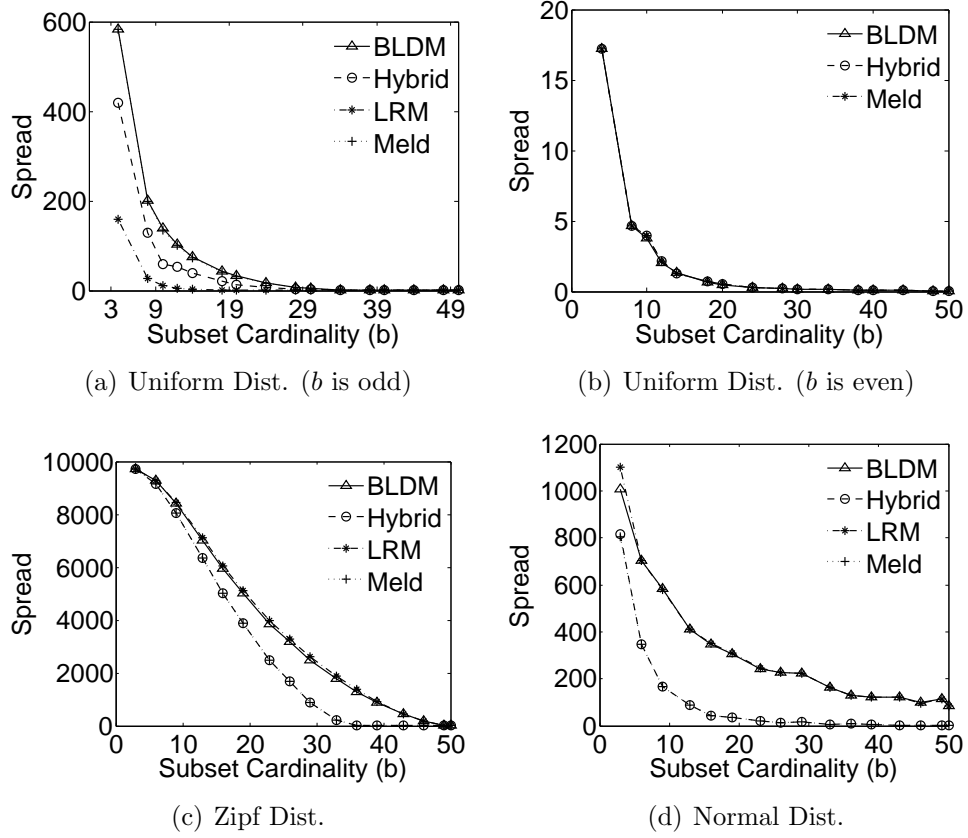 600
400
200
0
Spread
3 9 19 29 39 49
Subset Cardinality (b)
BLDM
Hybrid
LRM
Meld
(a) Uniform Dist. (b is odd)
20
15
10
5
0
Spread
0 10 20 30 40 50
Subset Cardinality (b)
BLDM
Hybrid
Meld
(b) Uniform Dist. (b is even)
10000
8000
6000
4000
2000
0
Spread
0 10 20 30 40 50
Subset Cardinality (b)
BLDM
Hybrid
LRM
Meld
(c) Zipf Dist.
1200
1000
800
600
400
200
0
Spread
0 10 20 30 40 50
Subset Cardinality (b)
BLDM
Hybrid
LRM
Meld
(d) Normal Dist.